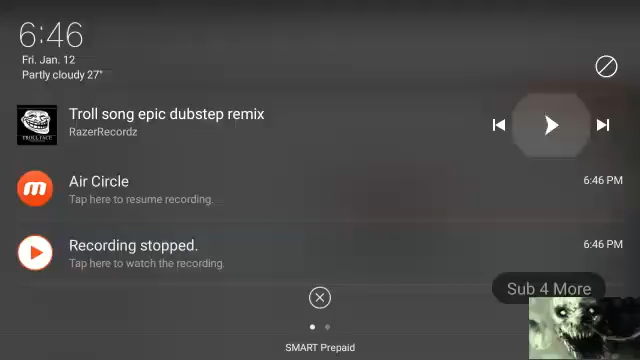 6:46
Fri. Jan. 12
Partly cloudy 27°
Troll song epic dubstep remix
RazerRecordz
TROLL FACE
Air Circle
6:46 PM
Tap here to resume recording.
Recording stopped.
6:46 PM
Tap here to watch the recording.
Sub 4 More
SMART Prepaid